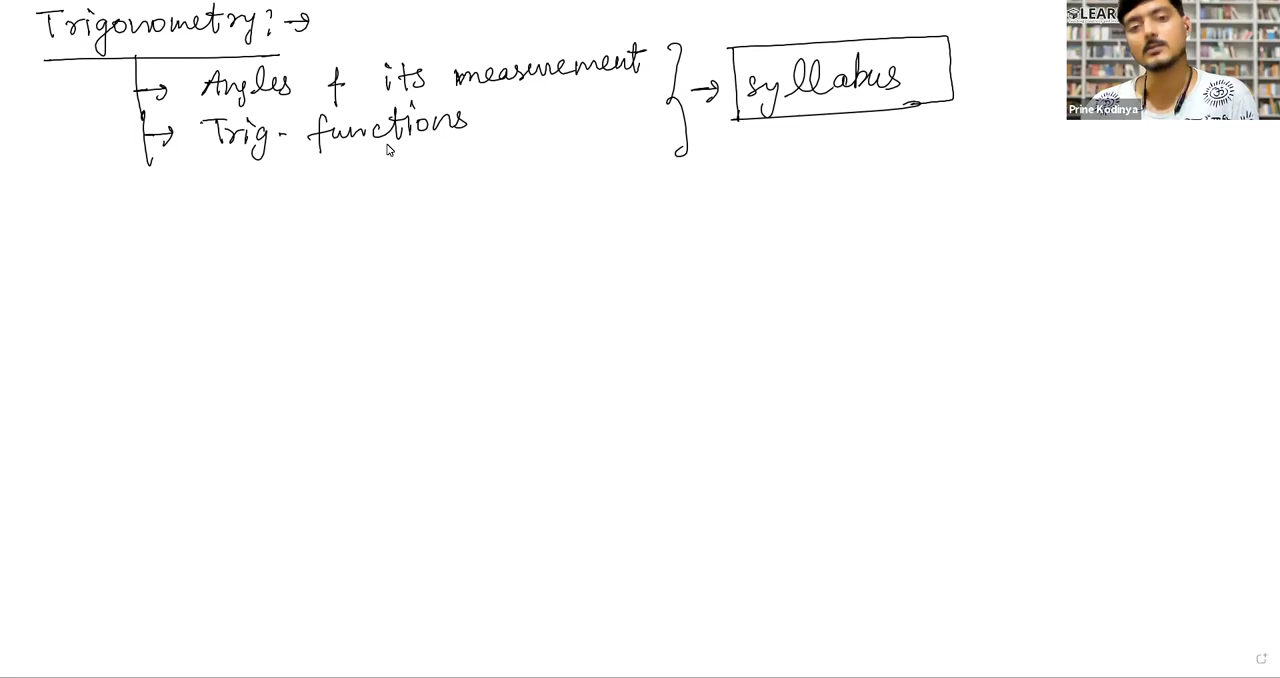 Trigonometry:→
→ Angles & its measurement } → syllabus
→ Trig. functions
LEAR
Prine Kodinya